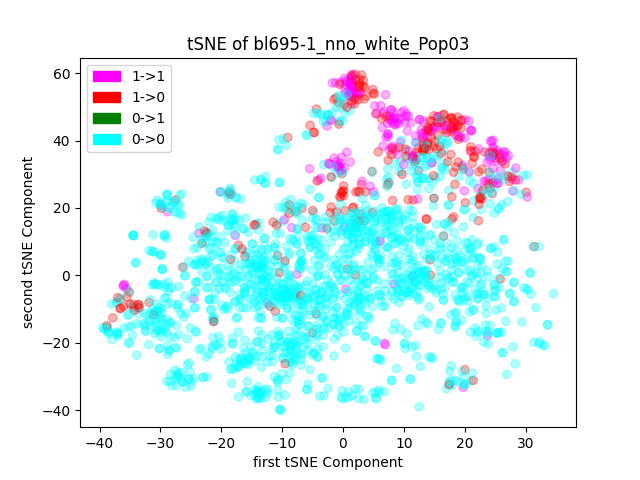 tSNE of bl695-1_nno_white_Pop03
1->1
1->0
0->1
0->0
second tSNE Component
60
40
20
0
−20
−40
−40 −30 −20 −10 0 10 20 30
first tSNE Component